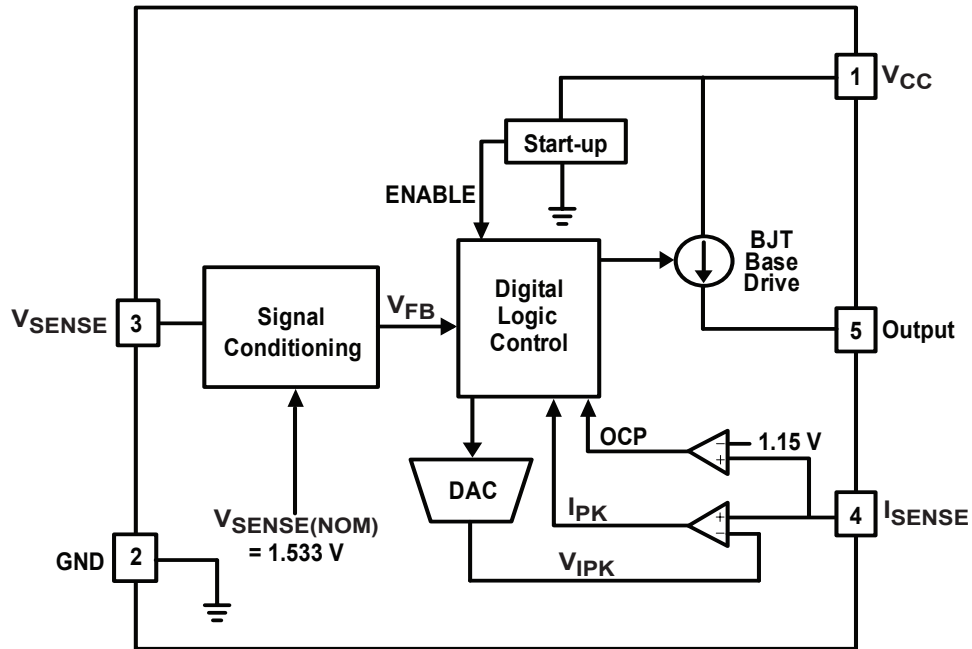 1 VCC
Start-up
ENABLE
BJT
Base
Drive
Digital
Logic
Control
VSENSE 3
Signal
Conditioning
VFB
5 Output
OCP
− 1.15 V
+
DAC
VSENSE(NOM)
= 1.533 V
IPK
+
−
4 ISENSE
GND 2
VIPK